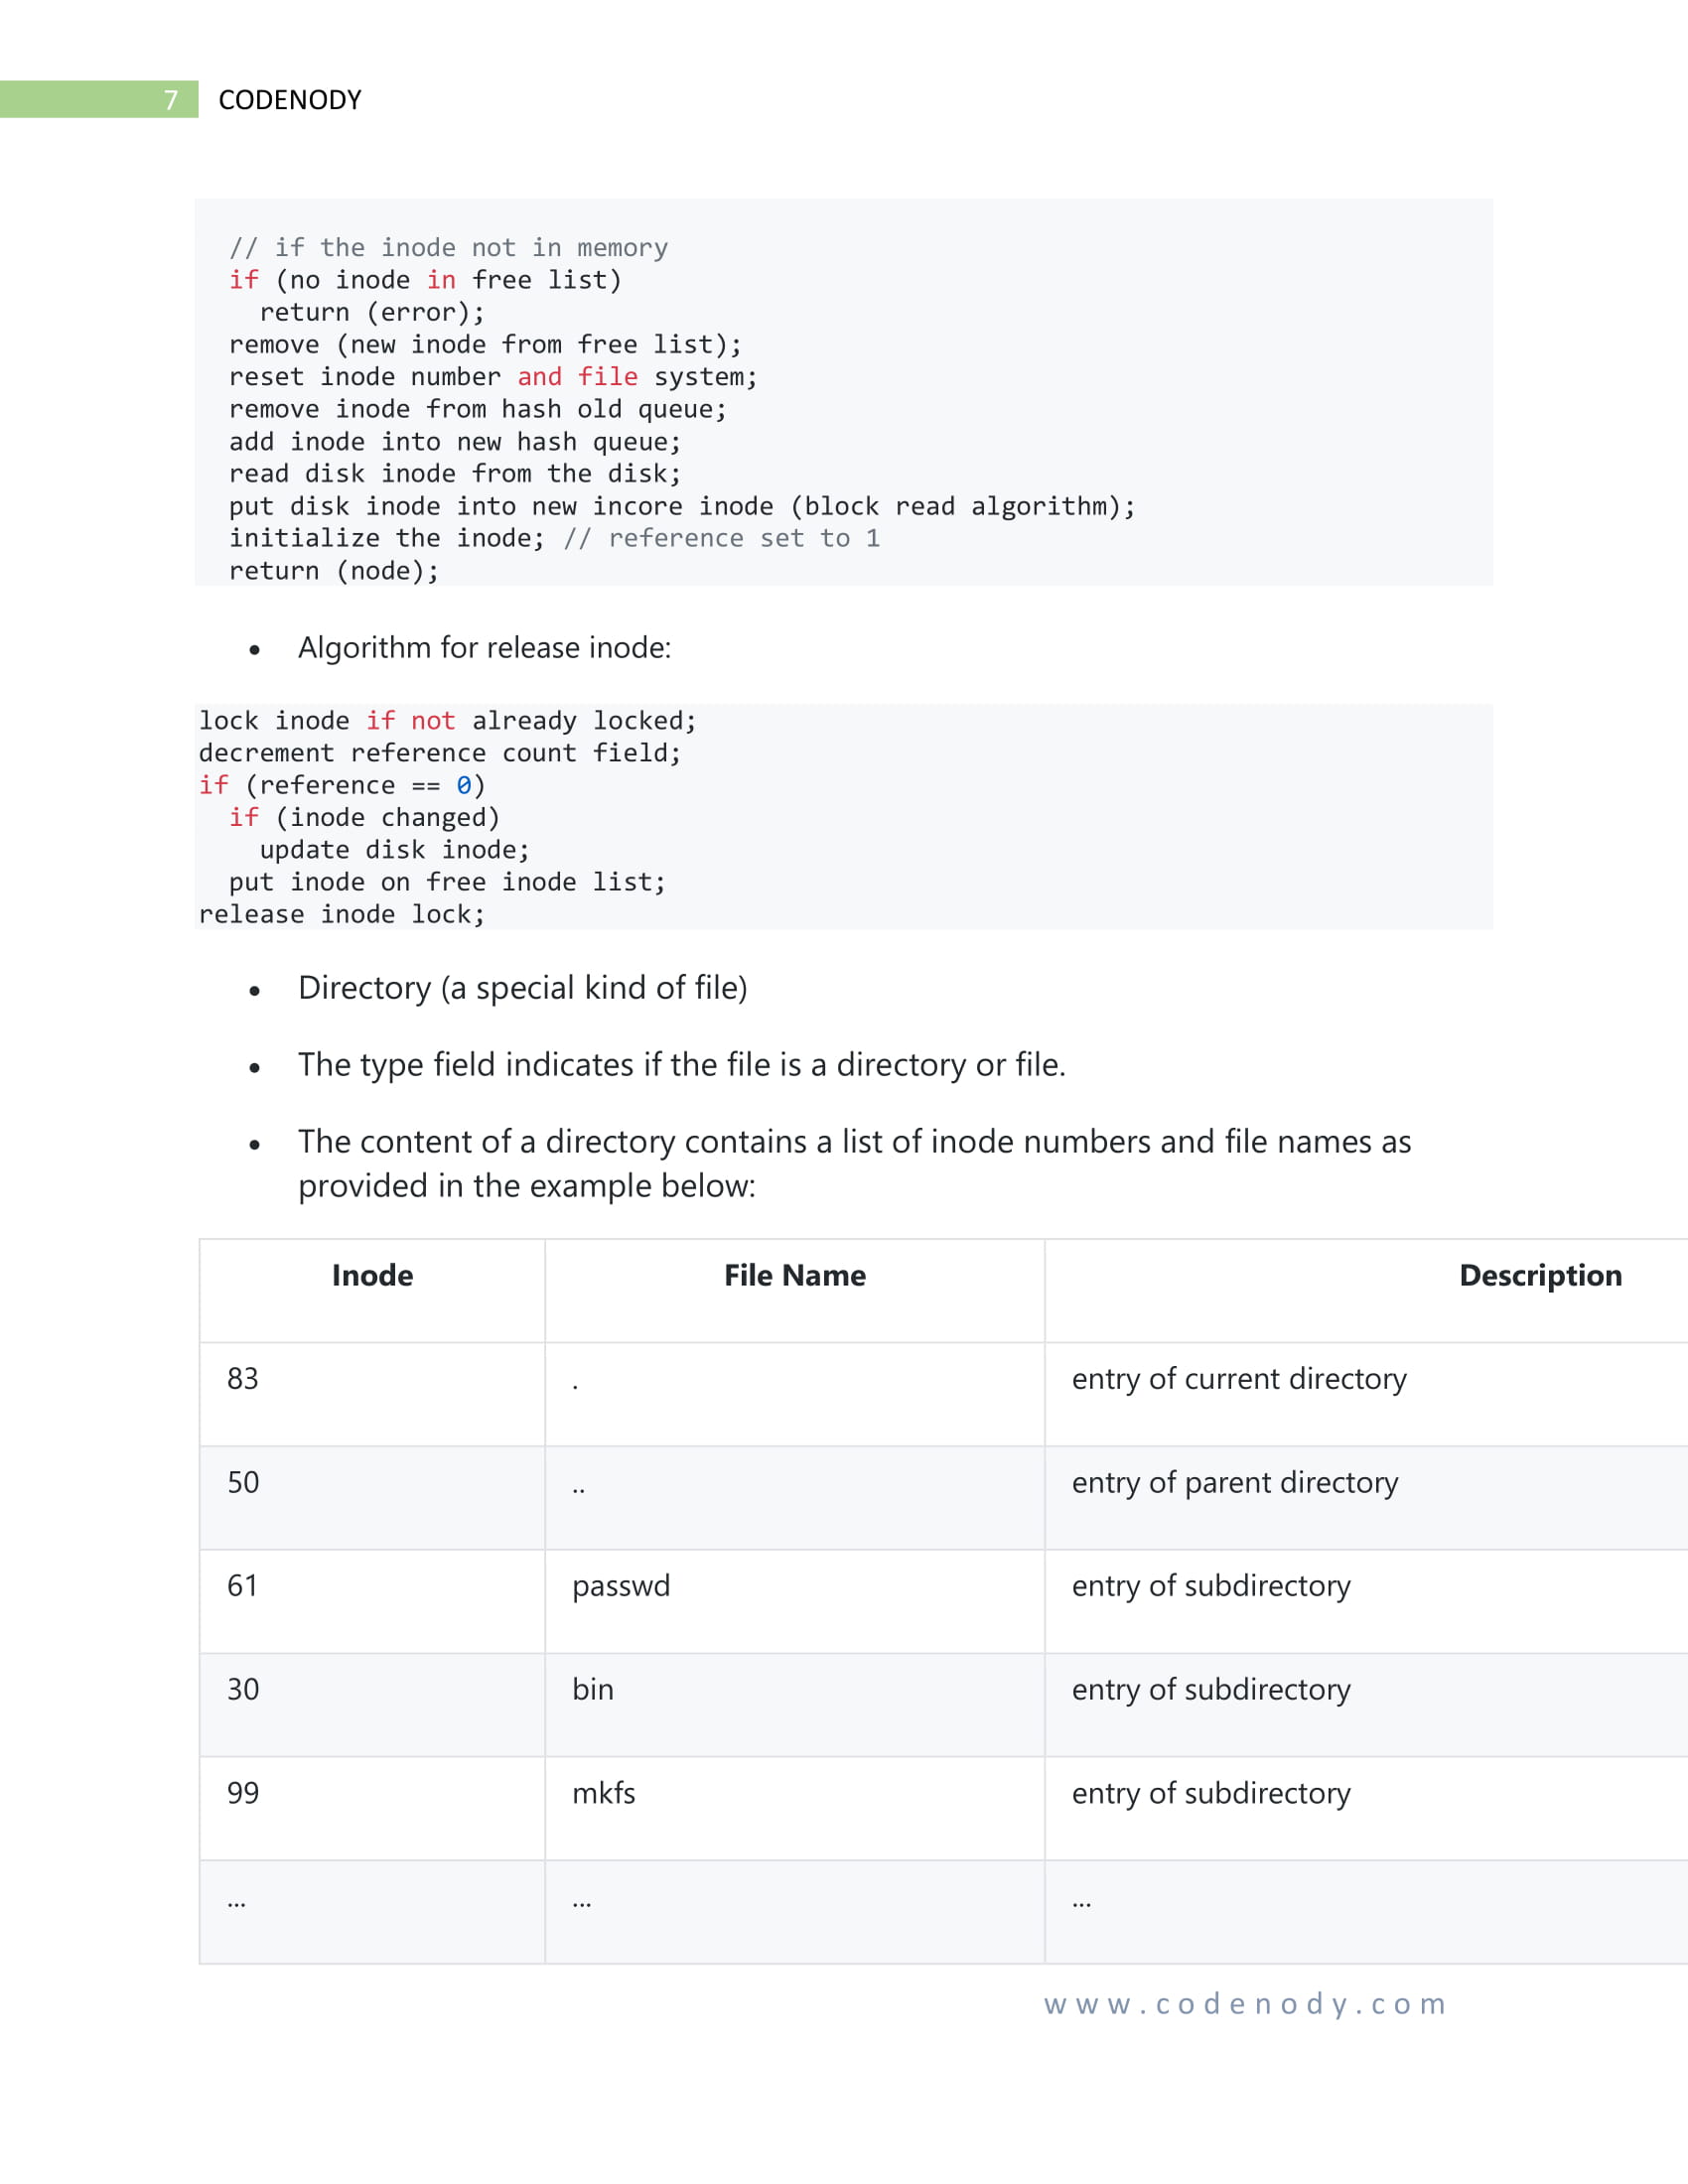 7 CODENODY
// if the inode not in memory
if (no inode in free list)
return (error);
remove (new inode from free list);
reset inode number and file system;
remove inode from hash old queue;
add inode into new hash queue;
read disk inode from the disk;
put disk inode into new incore inode (block read algorithm);
initialize the inode; // reference set to 1
return (node);
• Algorithm for release inode:
lock inode if not already locked;
decrement reference count field;
if (reference == 0)
if (inode changed)
update disk inode;
put inode on free inode list;
release inode lock;
• Directory (a special kind of file)
• The type field indicates if the file is a directory or file.
• The content of a directory contains a list of inode numbers and file names as
provided in the example below:
Inode File Name Description
83 . entry of current directory
50 .. entry of parent directory
61 passwd entry of subdirectory
30 bin entry of subdirectory
99 mkfs entry of subdirectory
... ... ...
www.codenody.com